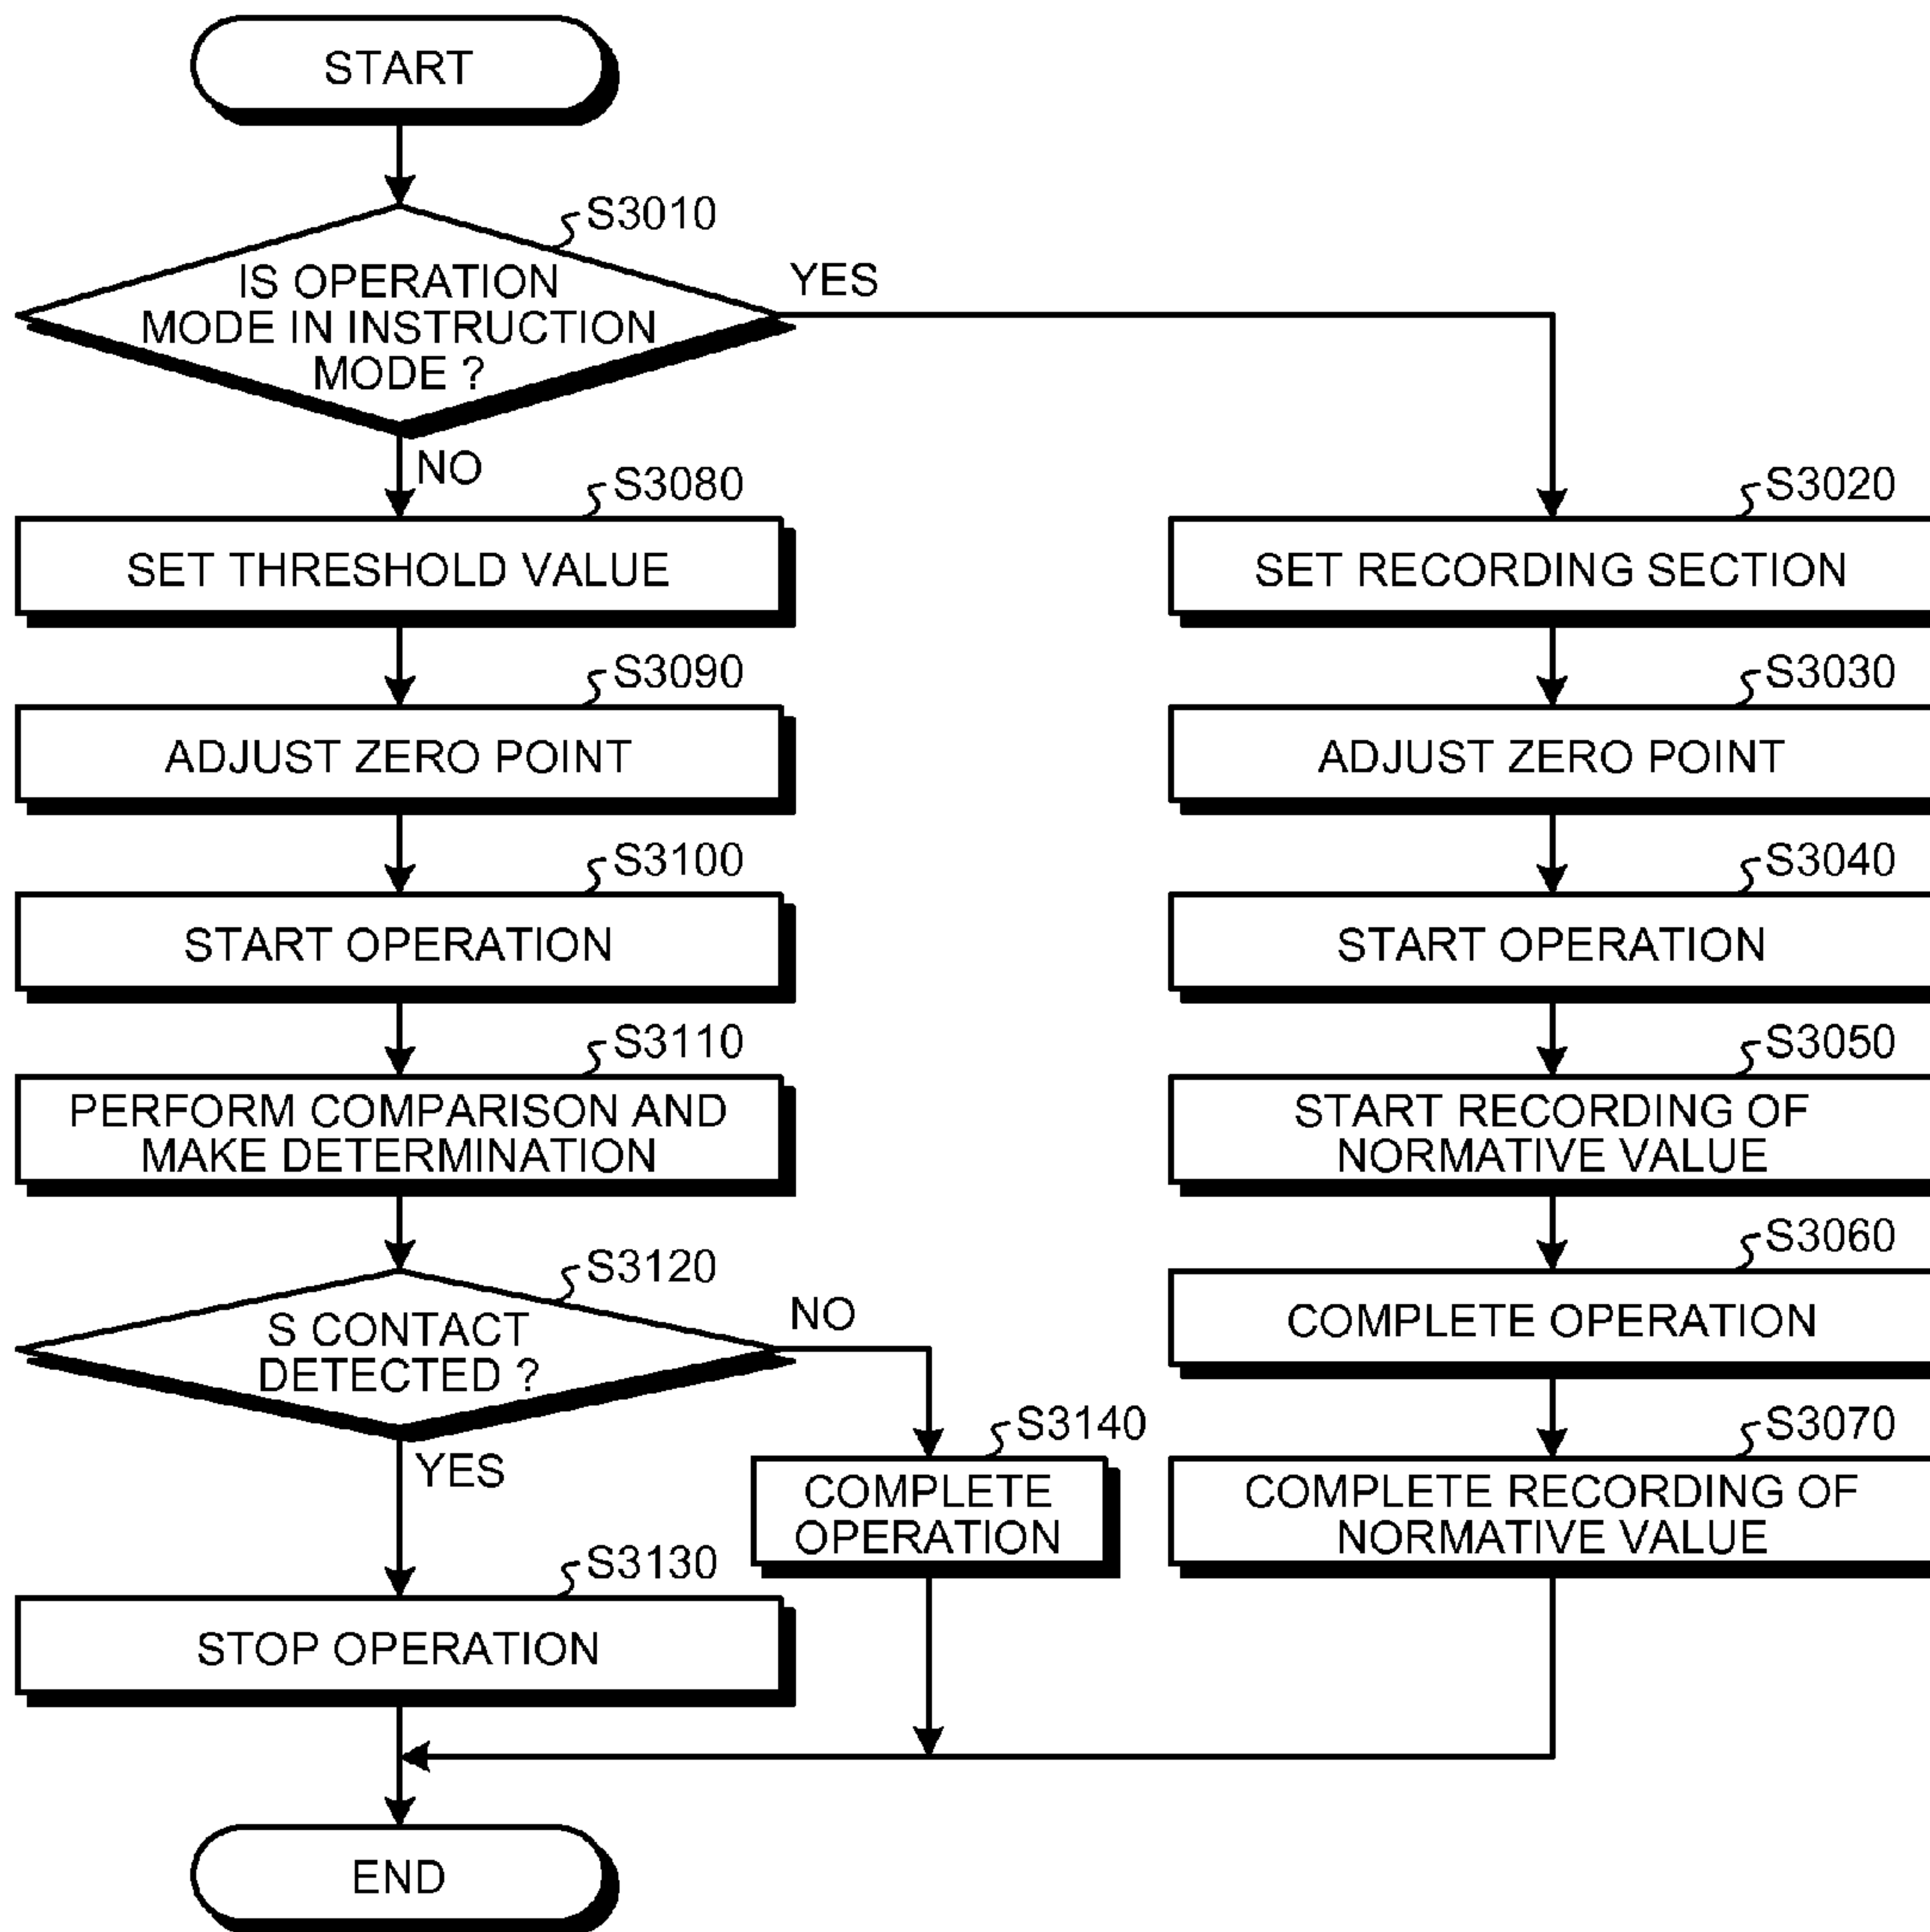 START
S3010
IS OPERATION
MODE IN INSTRUCTION
MODE ?
YES
NO
S3080
SET THRESHOLD VALUE
S3090
ADJUST ZERO POINT
S3100
START OPERATION
S3110
PERFORM COMPARISON AND
MAKE DETERMINATION
S3120
S CONTACT
DETECTED ?
NO
YES
S3140
COMPLETE
OPERATION
S3130
STOP OPERATION
S3020
SET RECORDING SECTION
S3030
ADJUST ZERO POINT
S3040
START OPERATION
S3050
START RECORDING OF
NORMATIVE VALUE
S3060
COMPLETE OPERATION
S3070
COMPLETE RECORDING OF
NORMATIVE VALUE
END